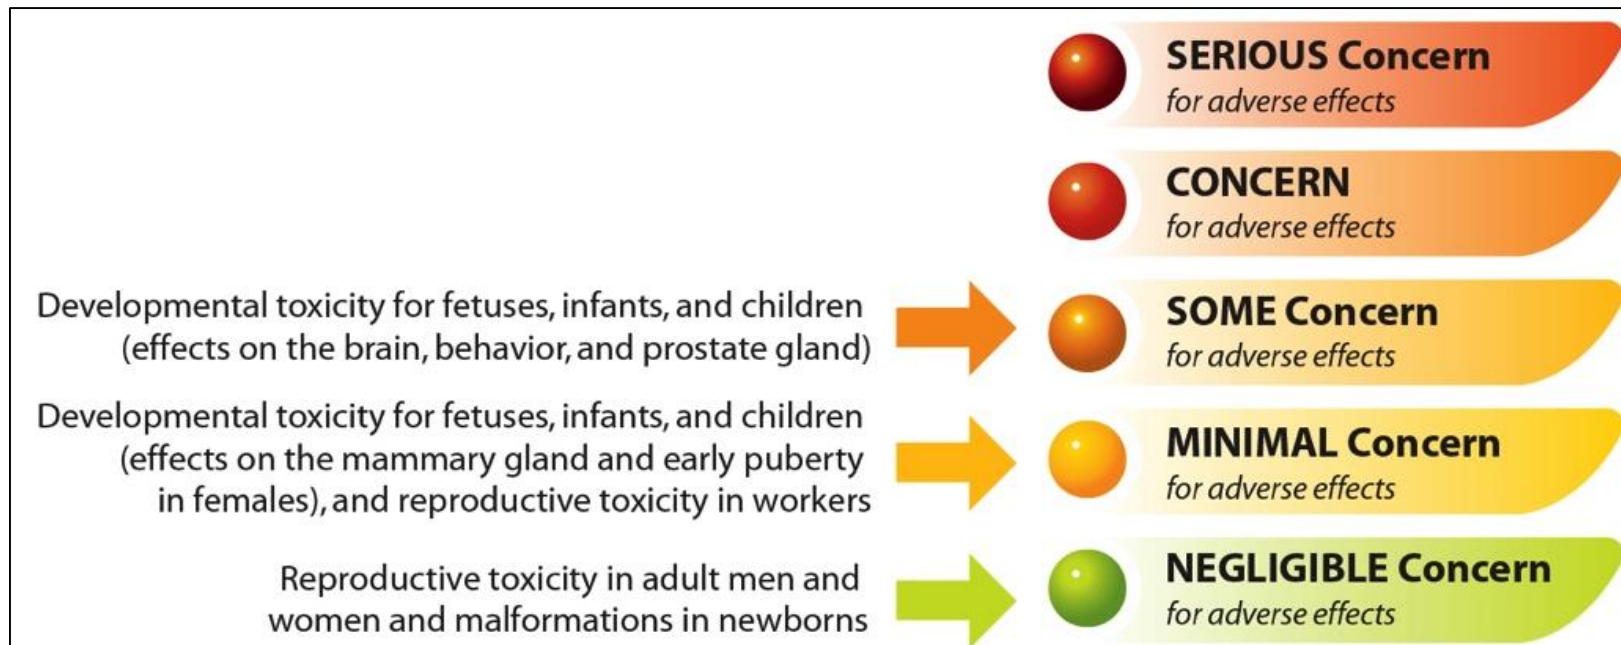 SERIOUS Concern
for adverse effects
CONCERN
for adverse effects
Developmental toxicity for fetuses, infants, and children
(effects on the brain, behavior, and prostate gland)
SOME Concern
for adverse effects
Developmental toxicity for fetuses, infants, and children
(effects on the mammary gland and early puberty
in females), and reproductive toxicity in workers
MINIMAL Concern
for adverse effects
Reproductive toxicity in adult men and
women and malformations in newborns
NEGLIGIBLE Concern
for adverse effects